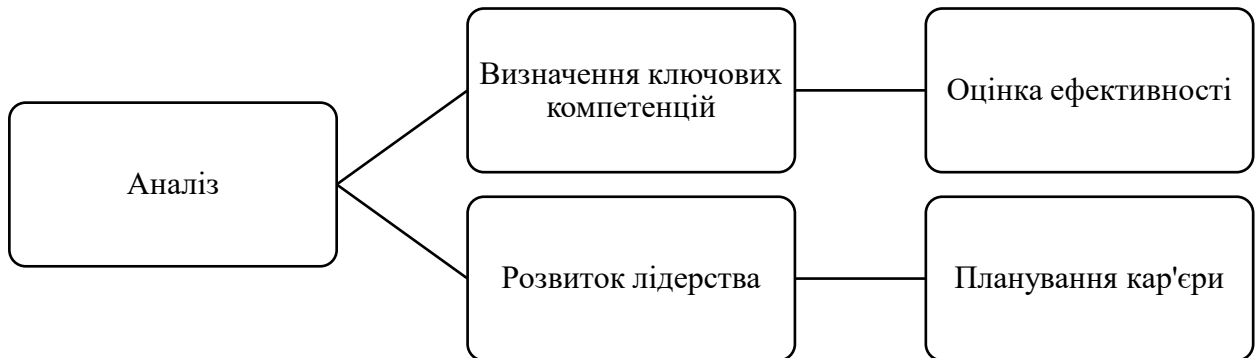 Аналіз
Визначення ключових
компетенцій
Оцінка ефективності
Розвиток лідерства
Планування кар'єри